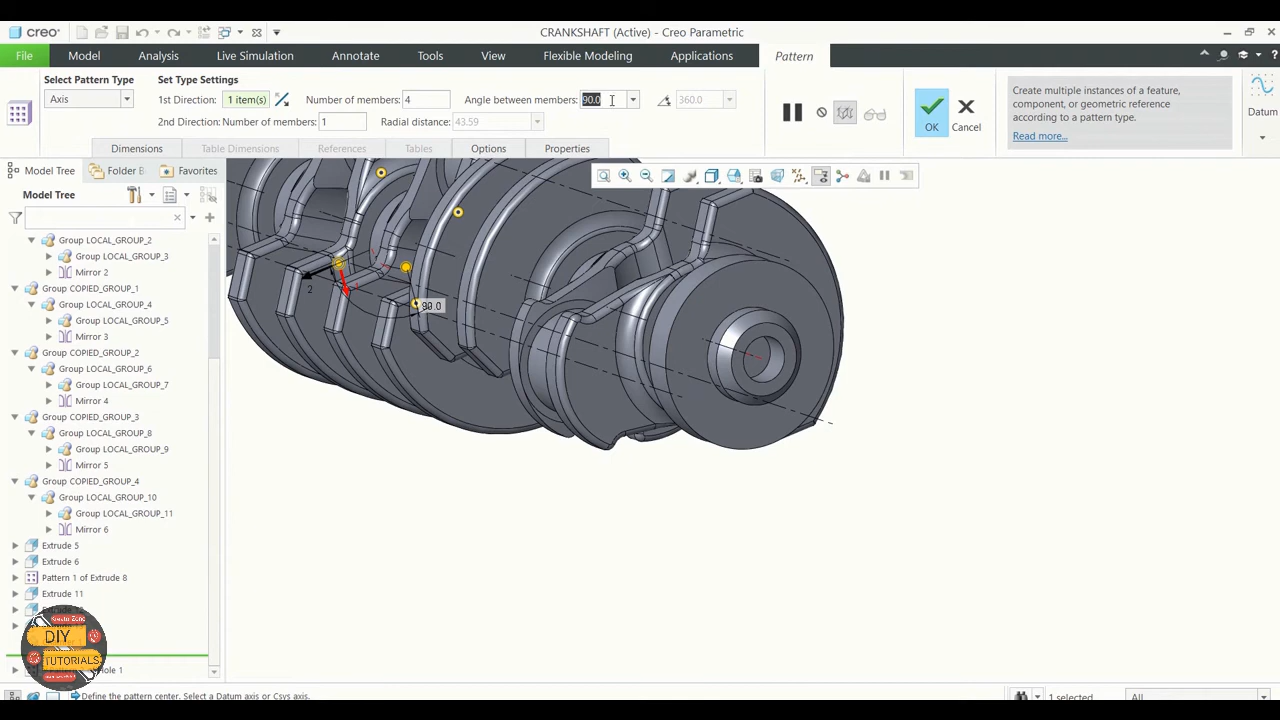 creo
CRANKSHAFT (Active) - Creo Parametric
File Model Analysis Live Simulation Annotate Tools View Flexible Modeling Applications Pattern
Select Pattern Type
Axis
Set Type Settings
1st Direction: 1 item(s) Number of members: 4 Angle between members: 90.0 360.0
2nd Direction: Number of members: 1 Radial distance: 43.59
OK
Cancel
Create multiple instances of a feature,
component, or geometric reference
according to a pattern type.
Read more...
Datum
Dimensions Table Dimensions References Tables Options Properties
Model Tree Folder B Favorites
Model Tree
Group LOCAL_GROUP_2
Group LOCAL_GROUP_3
Mirror 2
Group COPIED_GROUP_1
Group LOCAL_GROUP_4
Group LOCAL_GROUP_5
Mirror 3
Group COPIED_GROUP_2
Group LOCAL_GROUP_6
Group LOCAL_GROUP_7
Mirror 4
Group COPIED_GROUP_3
Group LOCAL_GROUP_8
Group LOCAL_GROUP_9
Mirror 5
Group COPIED_GROUP_4
Group LOCAL_GROUP_10
Group LOCAL_GROUP_11
Mirror 6
Extrude 5
Extrude 6
Pattern 1 of Extrude 8
Extrude 11
Hole 1
2
90.0
DIY
TUTORIALS
Define the pattern center. Select a Datum axis or Csys axis.
1 selected
All